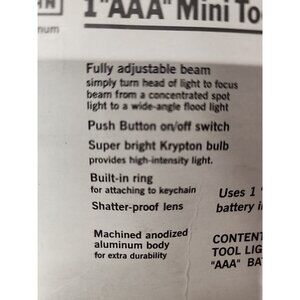 1 "AAA" Mini To
num
Fully adjustable beam
simply turn head of light to focus
beam from a concentrated spot
light to a wide-angle flood light
Push Button on/off switch
Super bright Krypton bulb
provides high-intensity light.
Built-in ring
for attaching to keychain
Shatter-proof lens
Uses 1 "
battery i
Machined anodized
aluminum body
for extra durability
CONTENT
TOOL LIG
"AAA" BA